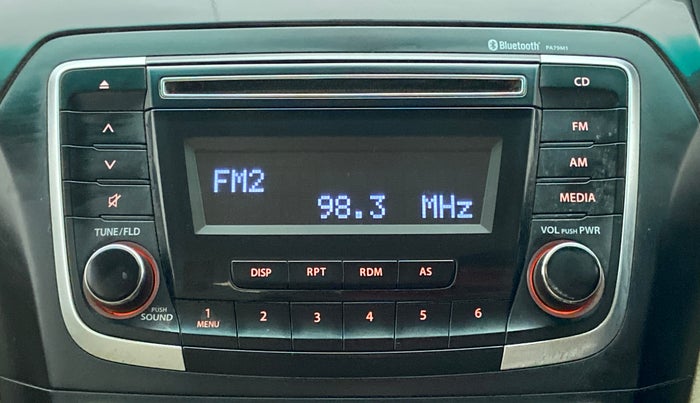 Bluetooth® PA79M1
CD
FM
AM
MEDIA
FM2
98.3 MHz
TUNE/FLD
VOL PUSH PWR
DISP RPT RDM AS
PUSH
SOUND
1 2 3 4 5 6
MENU